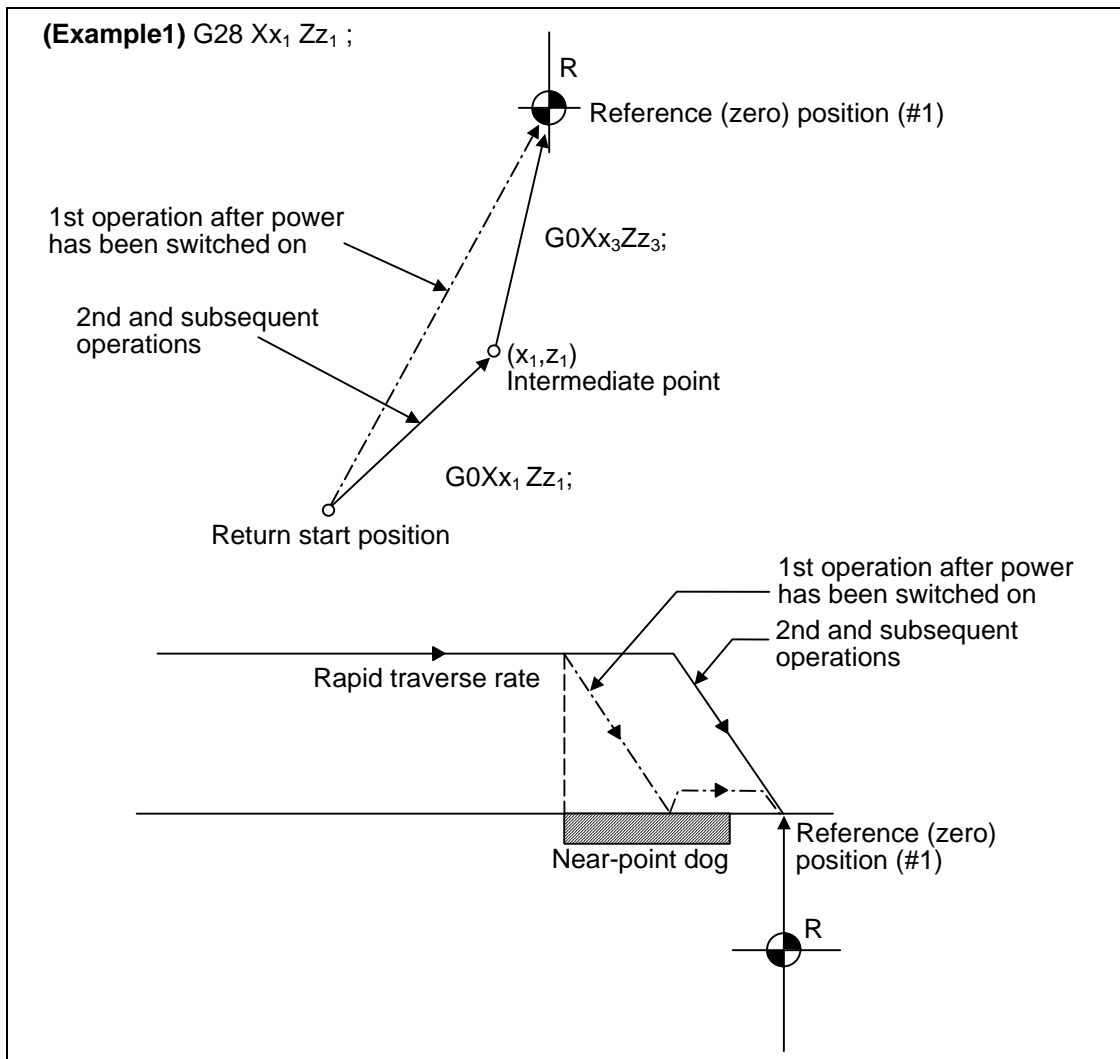 (Example1) G28 Xx₁ Zz₁ ;
R
Reference (zero) position (#1)
1st operation after power
has been switched on
G0Xx₃Zz₃;
2nd and subsequent
operations
(x₁,z₁)
Intermediate point
G0Xx₁ Zz₁;
Return start position
1st operation after power
has been switched on
2nd and subsequent
operations
Rapid traverse rate
Reference (zero)
position (#1)
Near-point dog
R